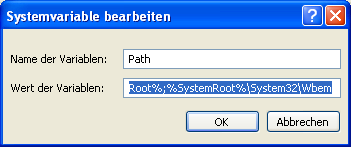 Systemvariable bearbeiten
Name der Variablen: Path
Wert der Variablen: Root%;%SystemRoot%\System32\Wbem
OK Abbrechen